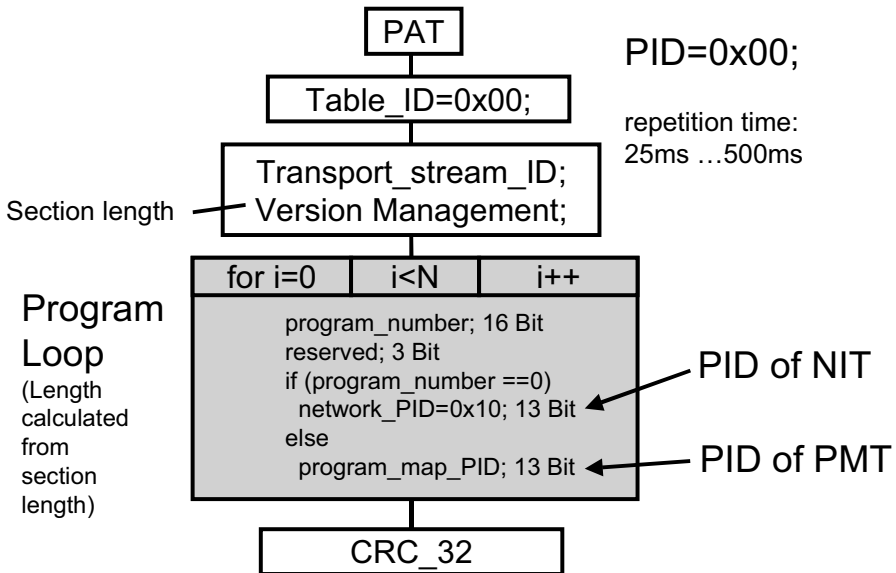 PAT
PID=0x00;
Table_ID=0x00;
repetition time:
25ms …500ms
Transport_stream_ID;
Section length
Version Management;
for i=0 i<N i++
Program
Loop
(Length
calculated
from
section
length)
program_number; 16 Bit
reserved; 3 Bit
if (program_number ==0)
network_PID=0x10; 13 Bit
else
program_map_PID; 13 Bit
PID of NIT
PID of PMT
CRC_32